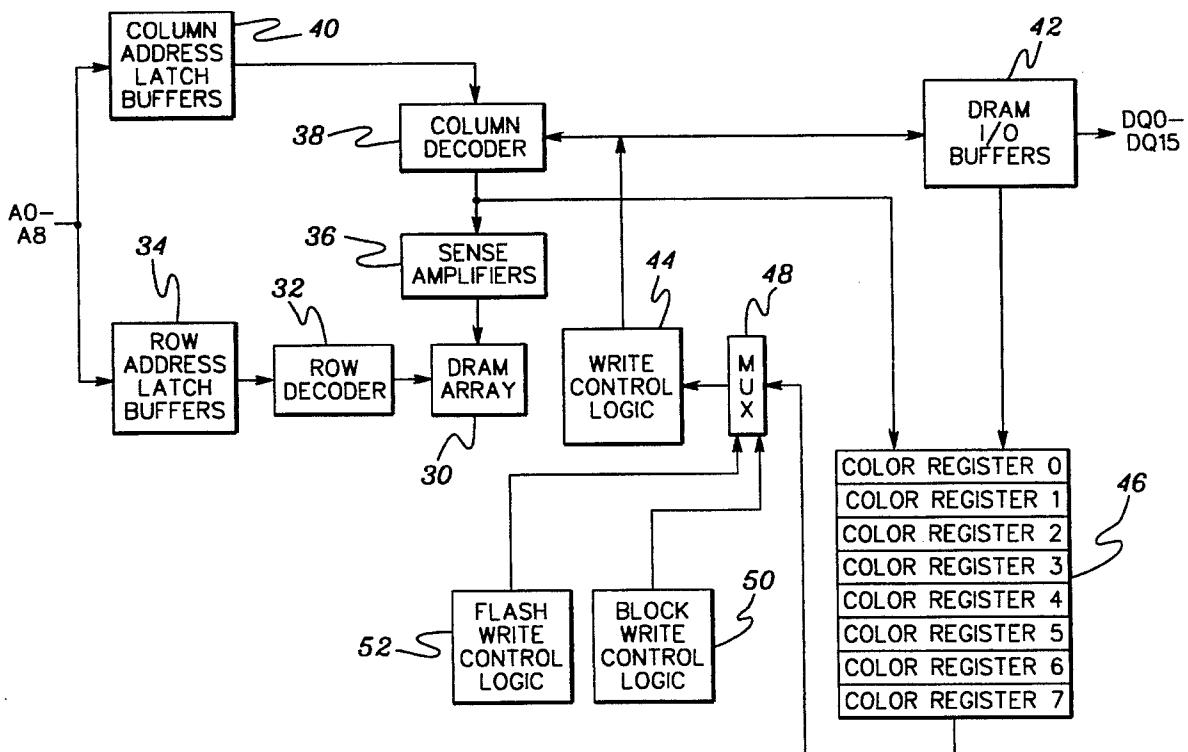 COLUMN
ADDRESS
LATCH
BUFFERS
40
42
COLUMN
DECODER
38
DRAM
I/O
BUFFERS
DQ0–
DQ15
A0–
A8
34
36
SENSE
AMPLIFIERS
44
48
32
ROW
ADDRESS
LATCH
BUFFERS
ROW
DECODER
DRAM
ARRAY
30
WRITE
CONTROL
LOGIC
M
U
X
COLOR REGISTER 0
COLOR REGISTER 1
COLOR REGISTER 2
COLOR REGISTER 3
COLOR REGISTER 4
COLOR REGISTER 5
COLOR REGISTER 6
COLOR REGISTER 7
46
FLASH
WRITE
CONTROL
LOGIC
52
BLOCK
WRITE
CONTROL
LOGIC
50